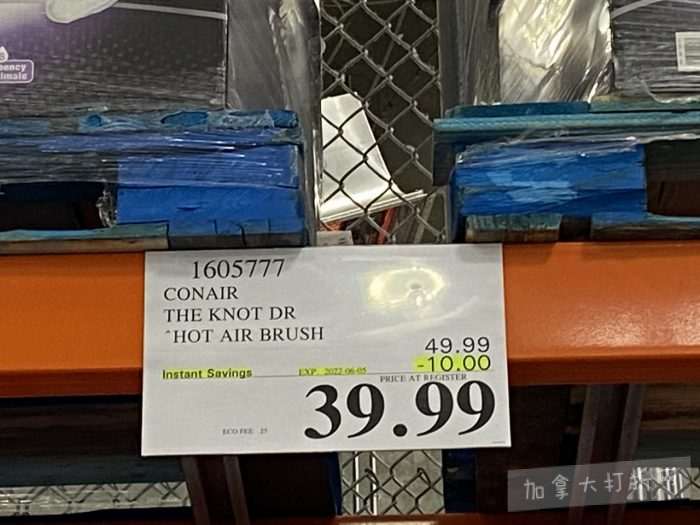 1605777
CONAIR
THE KNOT DR
^HOT AIR BRUSH
49.99
Instant Savings EXP. 2022-06-05 -10.00
PRICE AT REGISTER
39.99
ECO FEE 25
加拿大打折